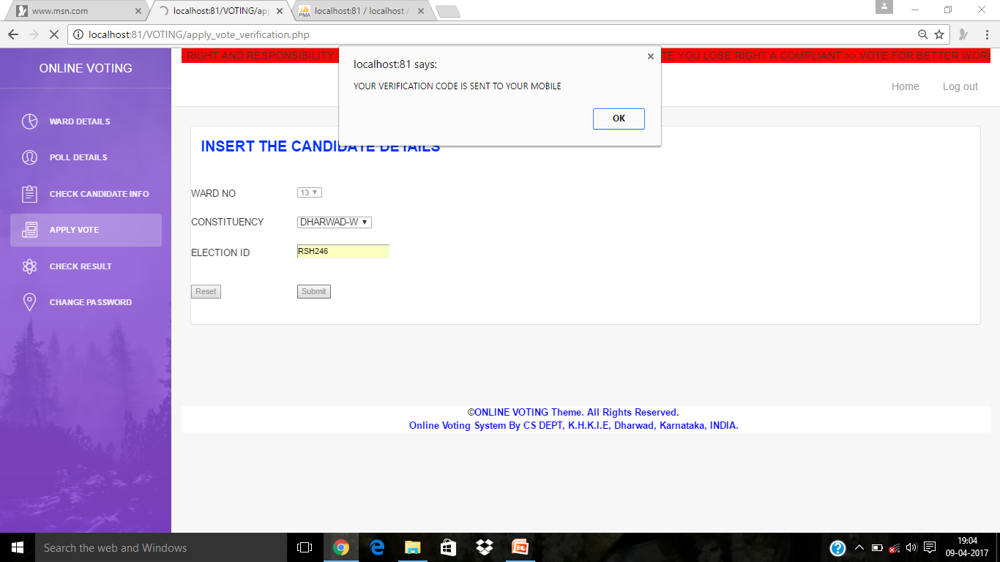 www.msn.com
localhost:81/VOTING/app
localhost:81 / localhost /
localhost:81/VOTING/apply_vote_verification.php
ONLINE VOTING
RIGHT AND RESPONSIBILITY
TE YOU LOSE RIGHT A COMPLIANT >> VOTE FOR BETTER WORL
localhost:81 says:
YOUR VERIFICATION CODE IS SENT TO YOUR MOBILE
OK
Home
Log out
WARD DETAILS
POLL DETAILS
CHECK CANDIDATE INFO
APPLY VOTE
CHECK RESULT
CHANGE PASSWORD
INSERT THE CANDIDATE DETAILS
WARD NO
13
CONSTITUENCY
DHARWAD-W
ELECTION ID
RSH246
Reset
Submit
©ONLINE VOTING Theme. All Rights Reserved.
Online Voting System By CS DEPT, K.H.K.I.E, Dharwad, Karnataka, INDIA.
Search the web and Windows
19:04
09-04-2017